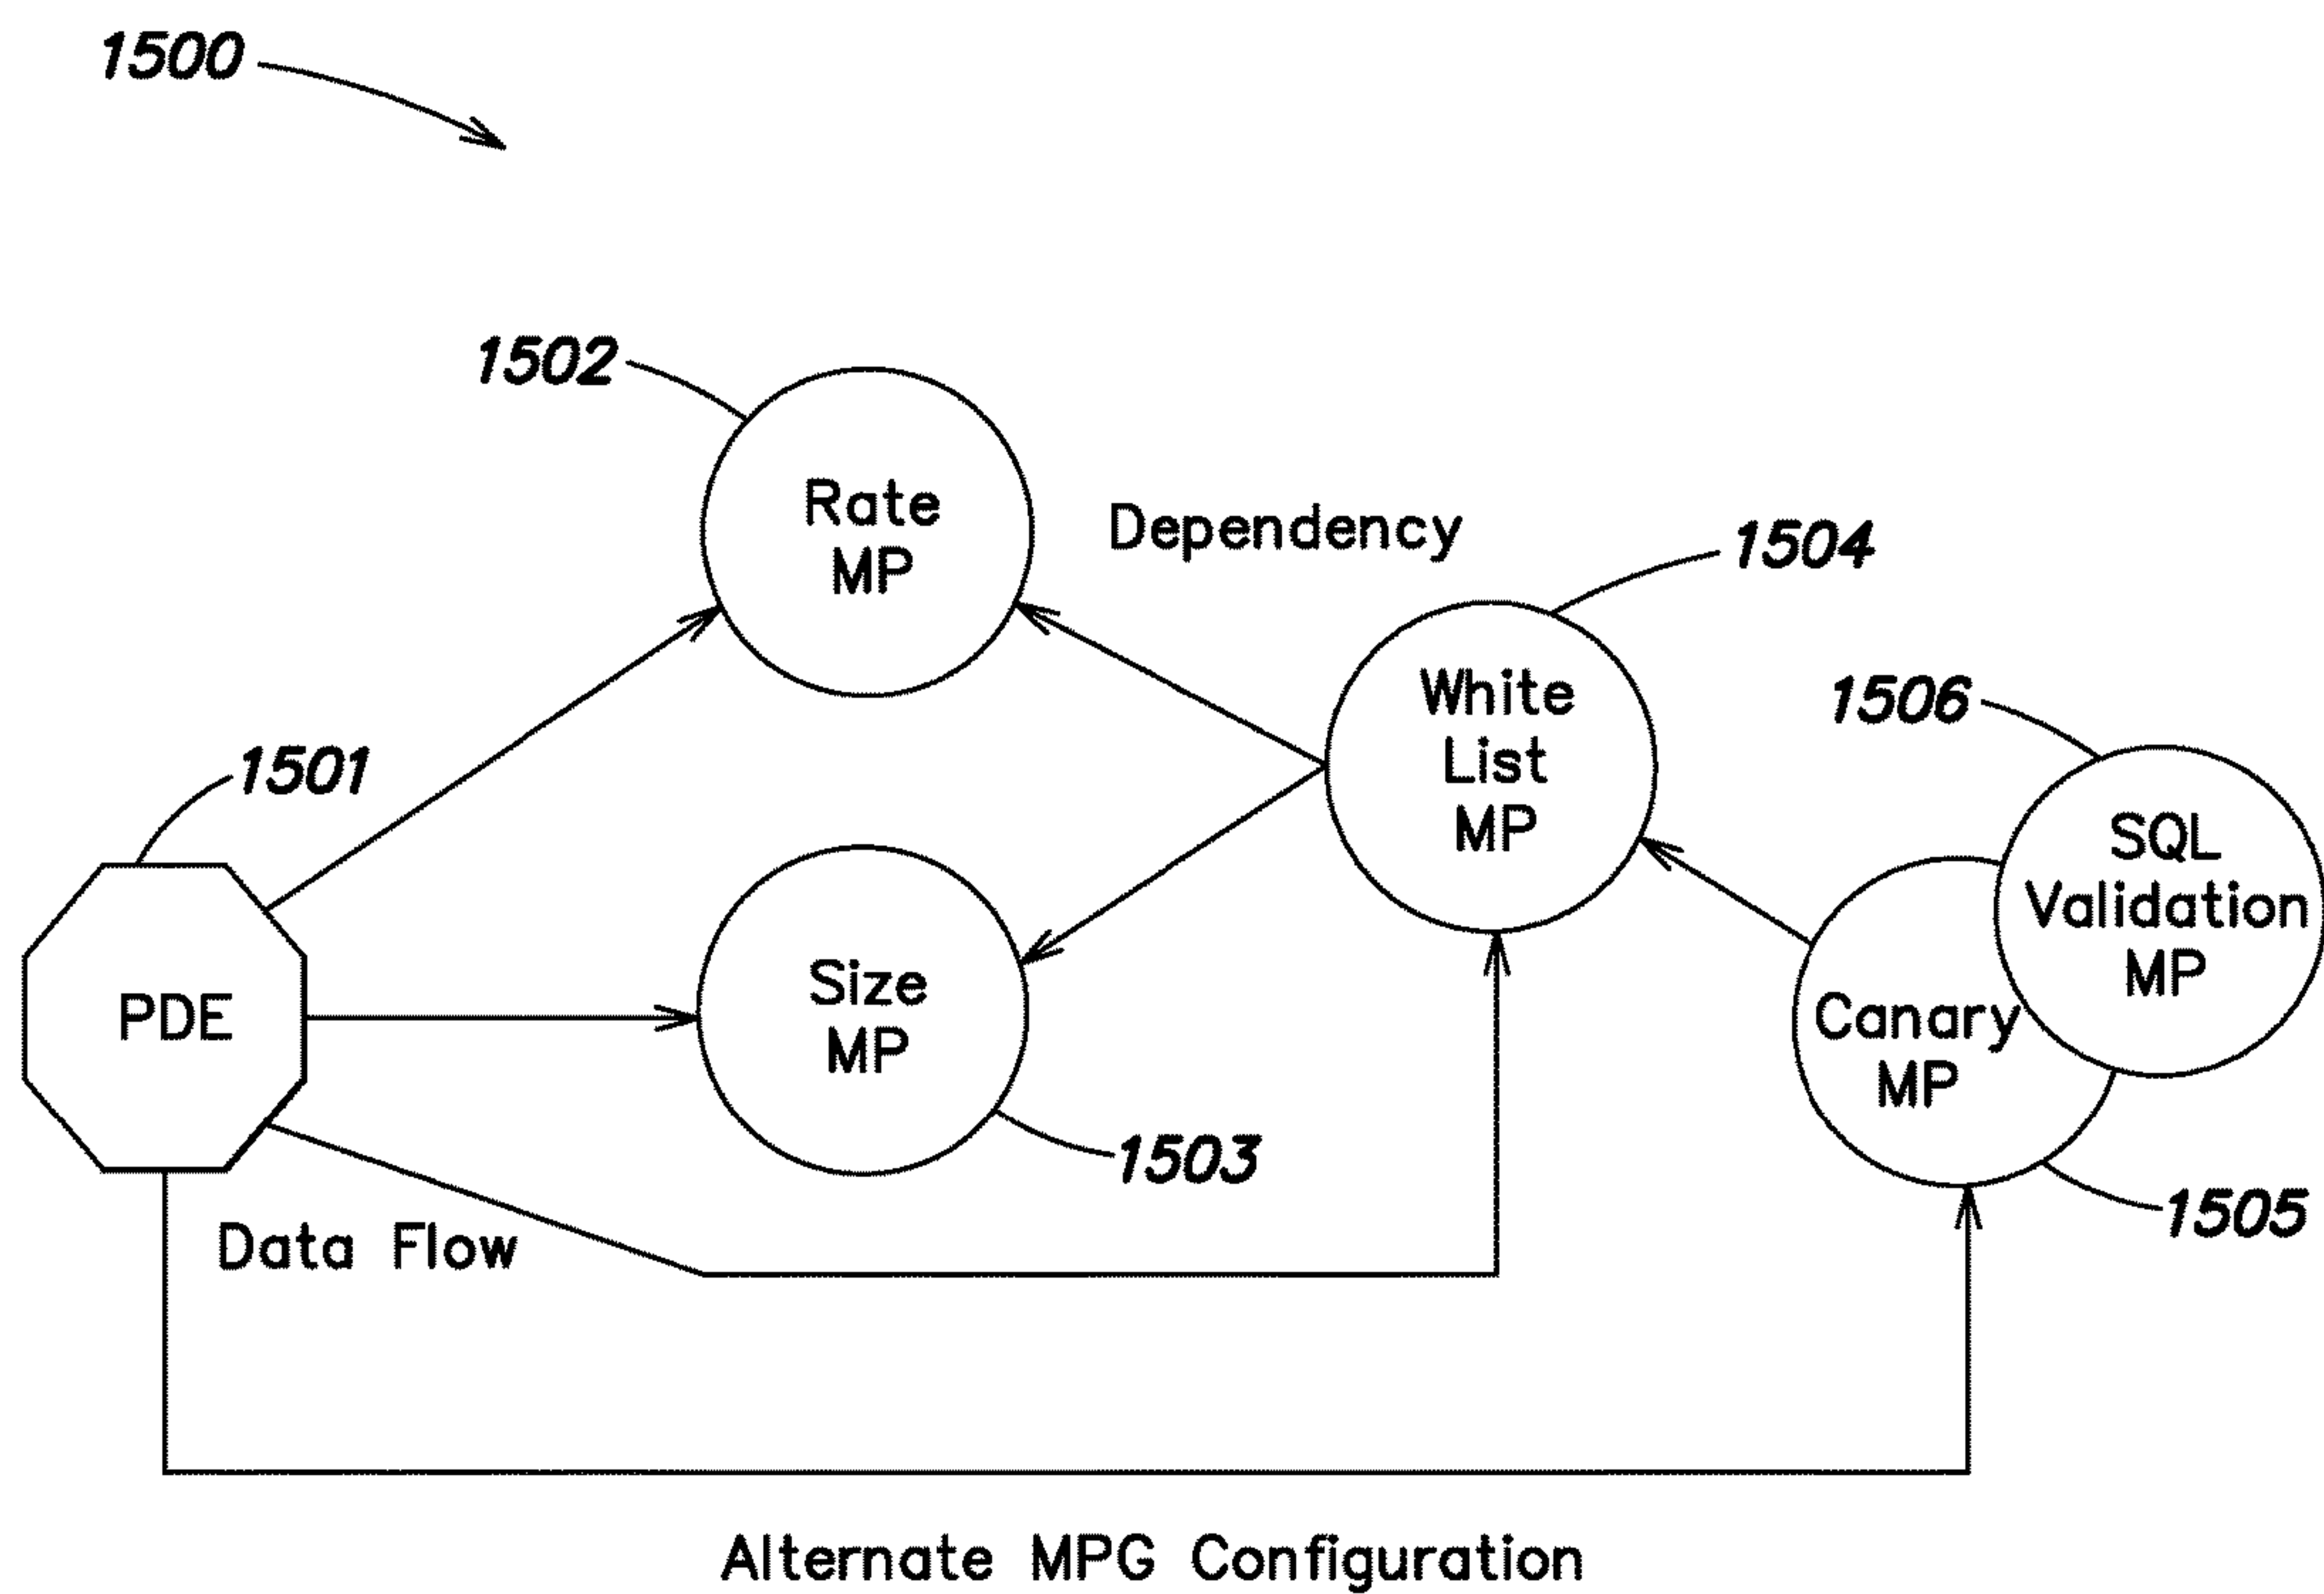 1500
1502
Rate
MP
Dependency
1504
White
List
MP
1506
SQL
Validation
MP
1501
PDE
Size
MP
Canary
MP
1503
1505
Data Flow
Alternate MPG Configuration